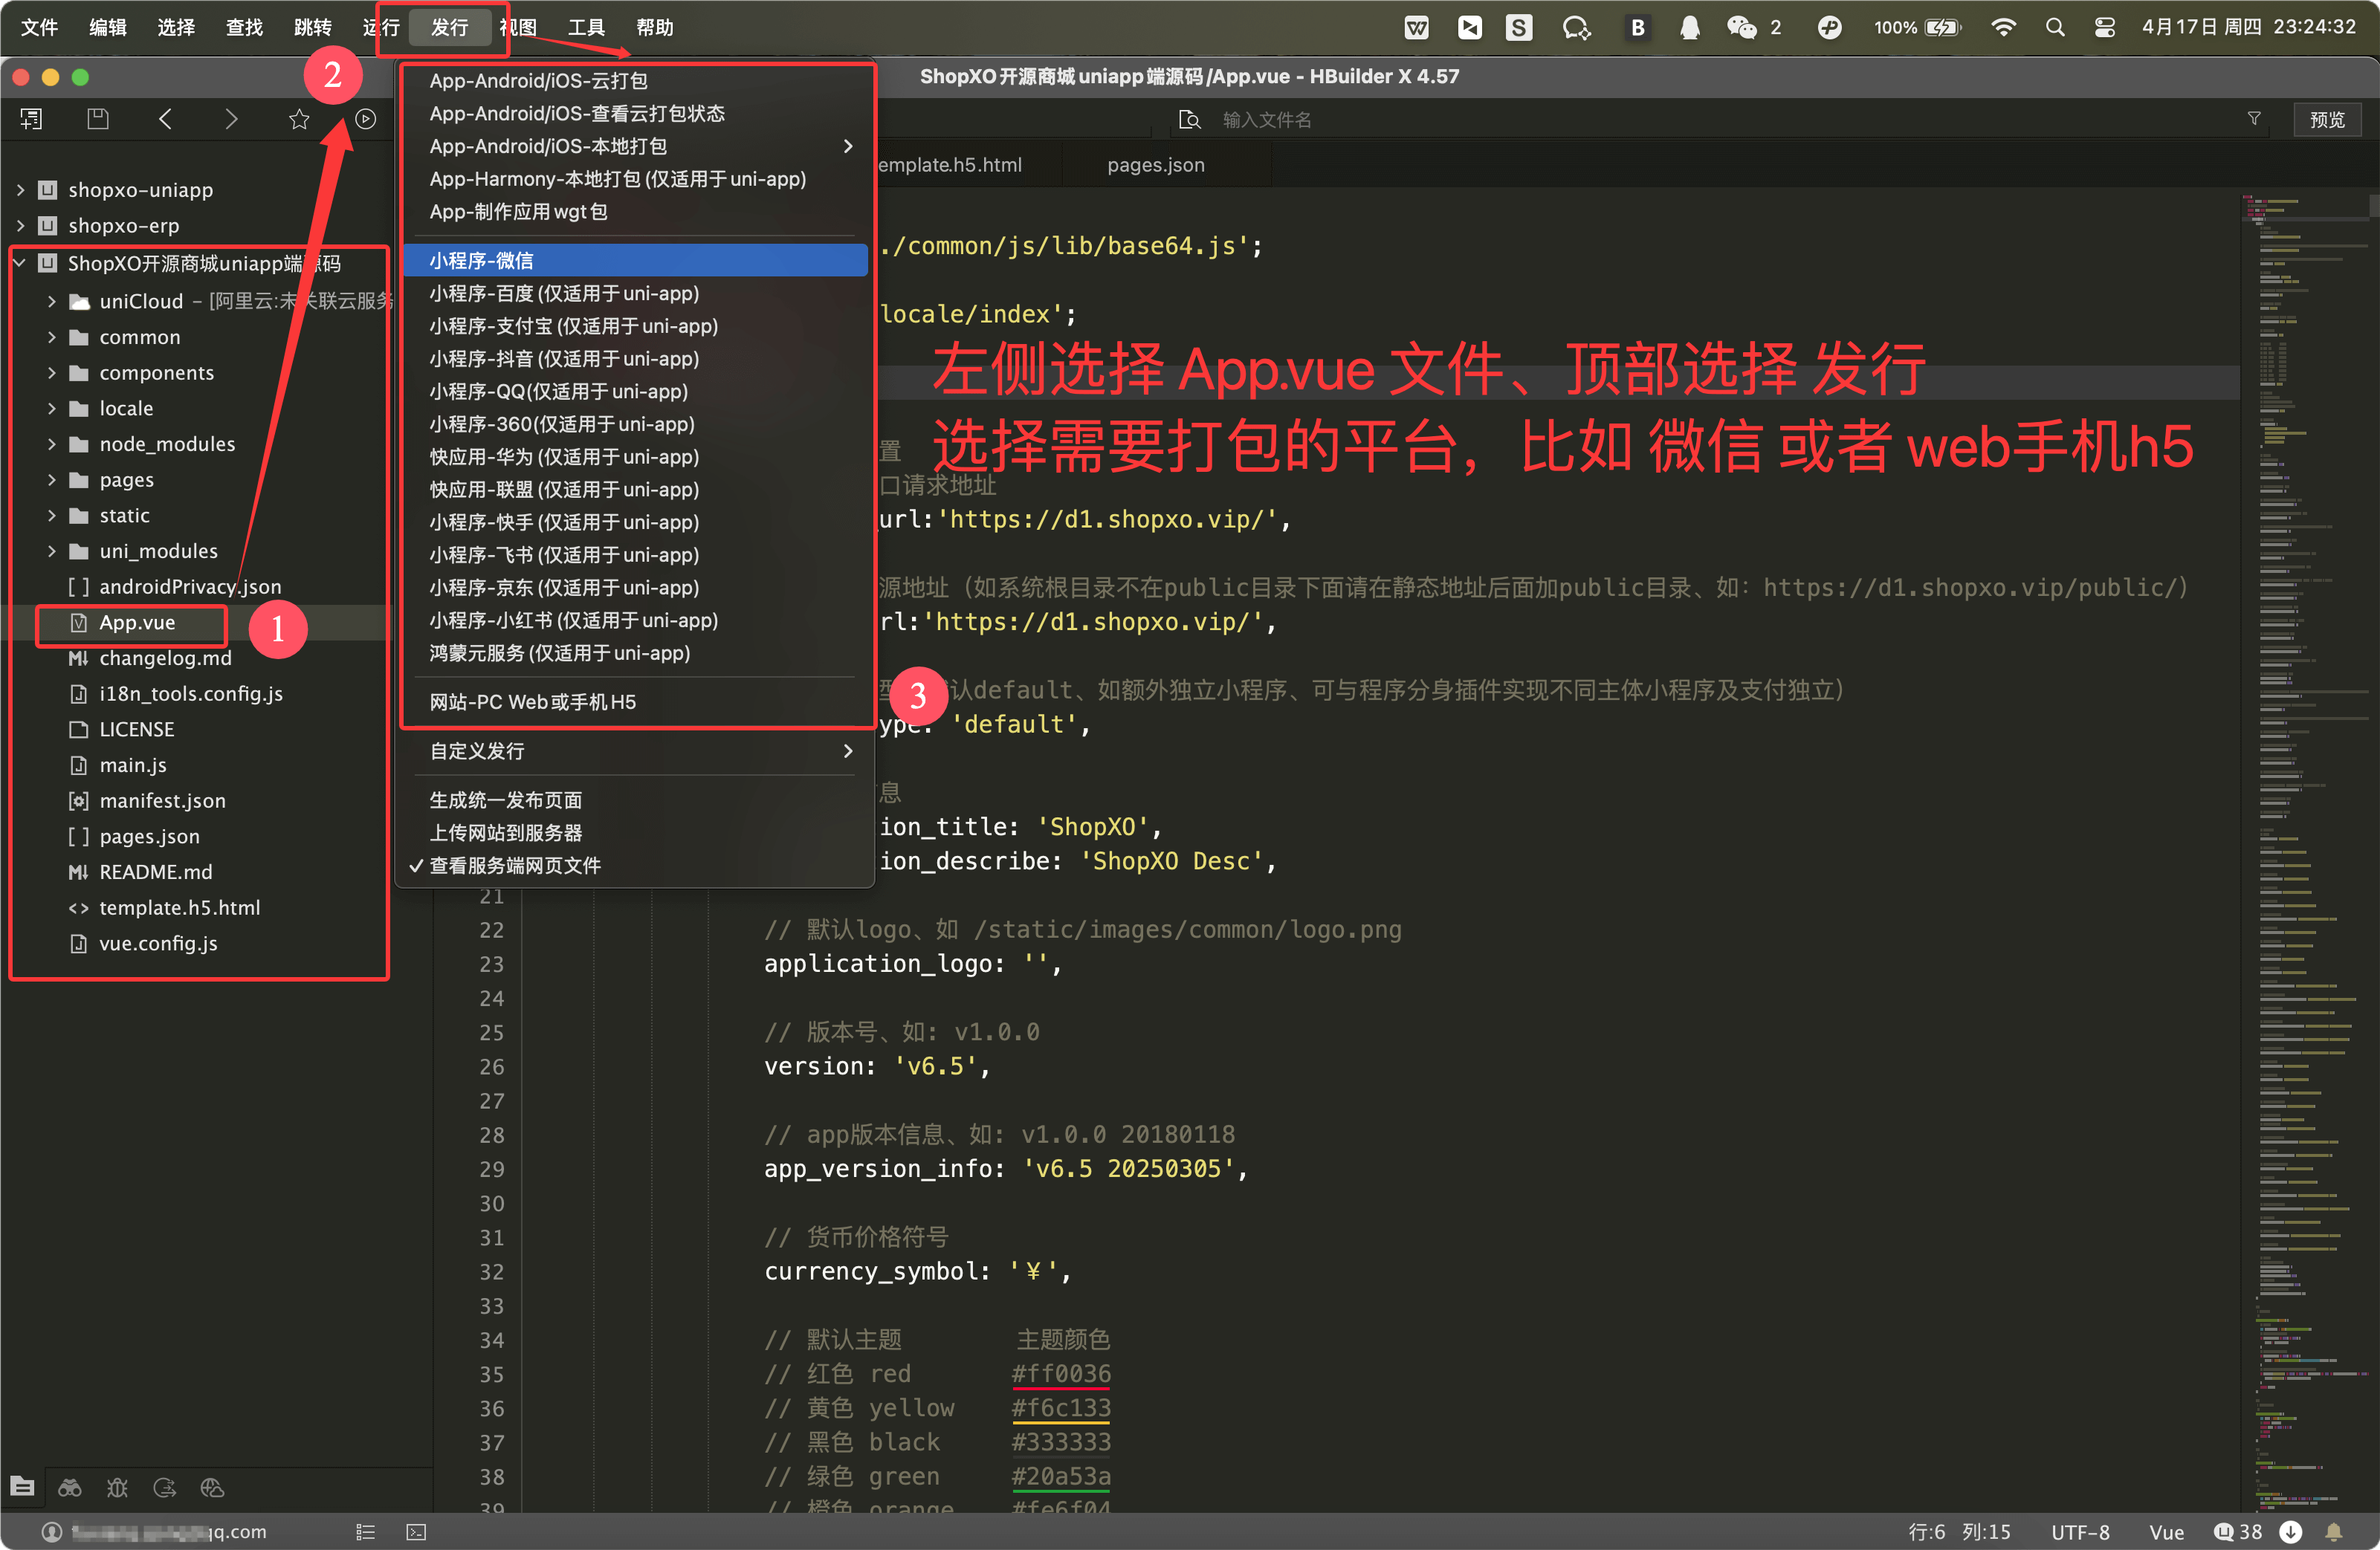 文件 编辑 选择 查找 跳转 运行 发行 视图 工具 帮助
S B 2 100% 4月17日 周四 23:24:32
ShopXO开源商城uniapp端源码/App.vue - HBuilder X 4.57
2
输入文件名
预览
emplate.h5.html
pages.json
shopxo-uniapp
shopxo-erp
ShopXO开源商城uniapp端源码
uniCloud - [阿里云:未关联云服务
common
components
locale
node_modules
pages
static
uni_modules
androidPrivacy.json
App.vue
1
changelog.md
i18n_tools.config.js
LICENSE
main.js
manifest.json
pages.json
README.md
template.h5.html
vue.config.js
App-Android/iOS-云打包
App-Android/iOS-查看云打包状态
App-Android/iOS-本地打包
App-Harmony-本地打包(仅适用于uni-app)
App-制作应用wgt包
小程序-微信
小程序-百度(仅适用于uni-app)
小程序-支付宝(仅适用于uni-app)
小程序-抖音(仅适用于uni-app)
小程序-QQ(仅适用于uni-app)
小程序-360(仅适用于uni-app)
快应用-华为(仅适用于uni-app)
快应用-联盟(仅适用于uni-app)
小程序-快手(仅适用于uni-app)
小程序-飞书(仅适用于uni-app)
小程序-京东(仅适用于uni-app)
小程序-小红书(仅适用于uni-app)
鸿蒙元服务(仅适用于uni-app)
网站-PC Web或手机H5
3
自定义发行
生成统一发布页面
上传网站到服务器
查看服务端网页文件
./common/js/lib/base64.js';
locale/index';
左侧选择 App.vue 文件、顶部选择 发行
选择需要打包的平台，比如 微信 或者 web手机h5
置
口请求地址
url:'https://d1.shopxo.vip/',
源地址（如系统根目录不在public目录下面请在静态地址后面加public目录、如：https://d1.shopxo.vip/public/）
rl:'https://d1.shopxo.vip/',
认default、如额外独立小程序、可与程序分身插件实现不同主体小程序及支付独立）
ype: 'default',
息
ion_title: 'ShopXO',
ion_describe: 'ShopXO Desc',
21
22 // 默认logo、如 /static/images/common/logo.png
23 application_logo: '',
24
25 // 版本号、如: v1.0.0
26 version: 'v6.5',
27
28 // app版本信息、如: v1.0.0 20180118
29 app_version_info: 'v6.5 20250305',
30
31 // 货币价格符号
32 currency_symbol: '￥',
33
34 // 默认主题 主题颜色
35 // 红色 red #ff0036
36 // 黄色 yellow #f6c133
37 // 黑色 black #333333
38 // 绿色 green #20a53a
39 // 橙色 orange #fe6f04
qq.com
行:6 列:15 UTF-8 Vue 38